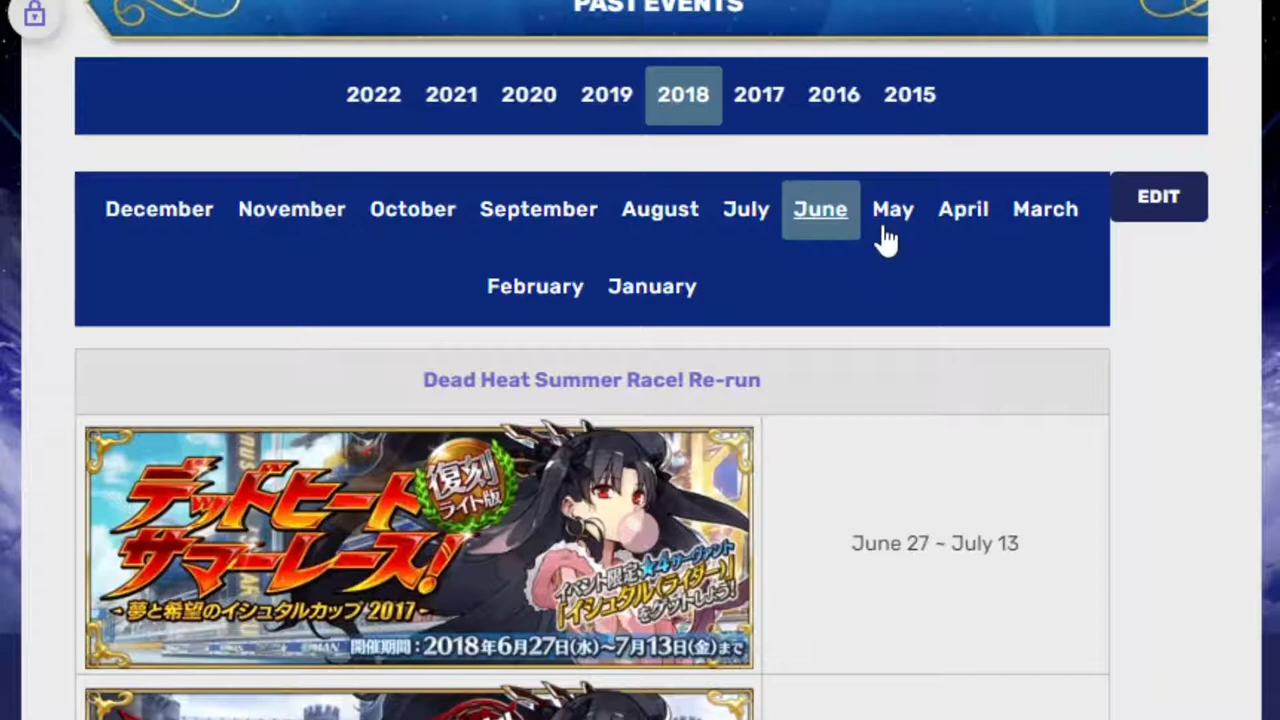 PAST EVENTS
2022 2021 2020 2019 2018 2017 2016 2015
December November October September August July June May April March
EDIT
February January
Dead Heat Summer Race! Re-run
デッドヒート
サマーレース!
復刻
ライト版
-夢と希望のイシュタルカップ 2017-
イベント限定★4サーヴァント
「イシュタル(ライダー)」
をゲットしよう!
開催期間:2018年6月27日(水)~7月13日(金)まで
June 27 ~ July 13